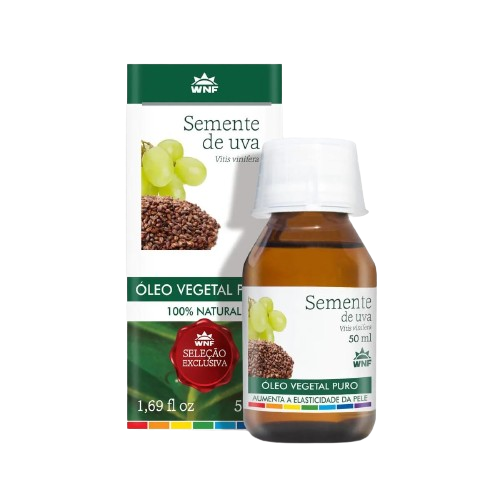 WNF
Semente
de uva
Vitis vinifera
ÓLEO VEGETAL
100% NATURAL
WNF
SELEÇÃO
EXCLUSIVA
1,69 fl oz 5
Semente
de uva
Vitis vinifera
50 ml
WNF
ÓLEO VEGETAL PURO
AUMENTA A ELASTICIDADE DA PELE